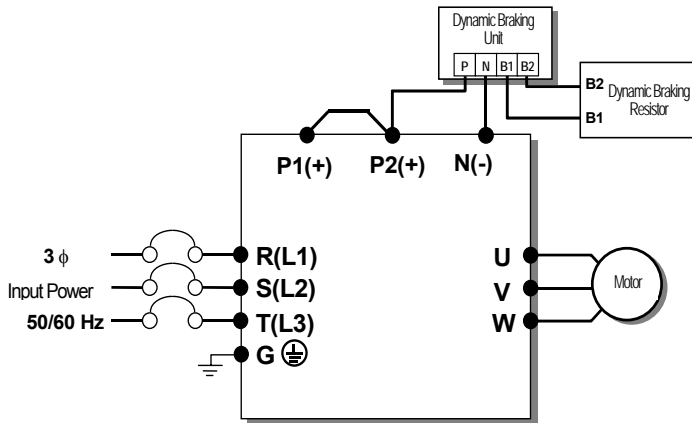 Dynamic Braking
Unit
P N B1 B2
B2
B1
Dynamic Braking
Resistor
P1(+) P2(+) N(-)
3 ϕ
Input Power
50/60 Hz
R(L1)
S(L2)
T(L3)
G
U
V
W
Motor